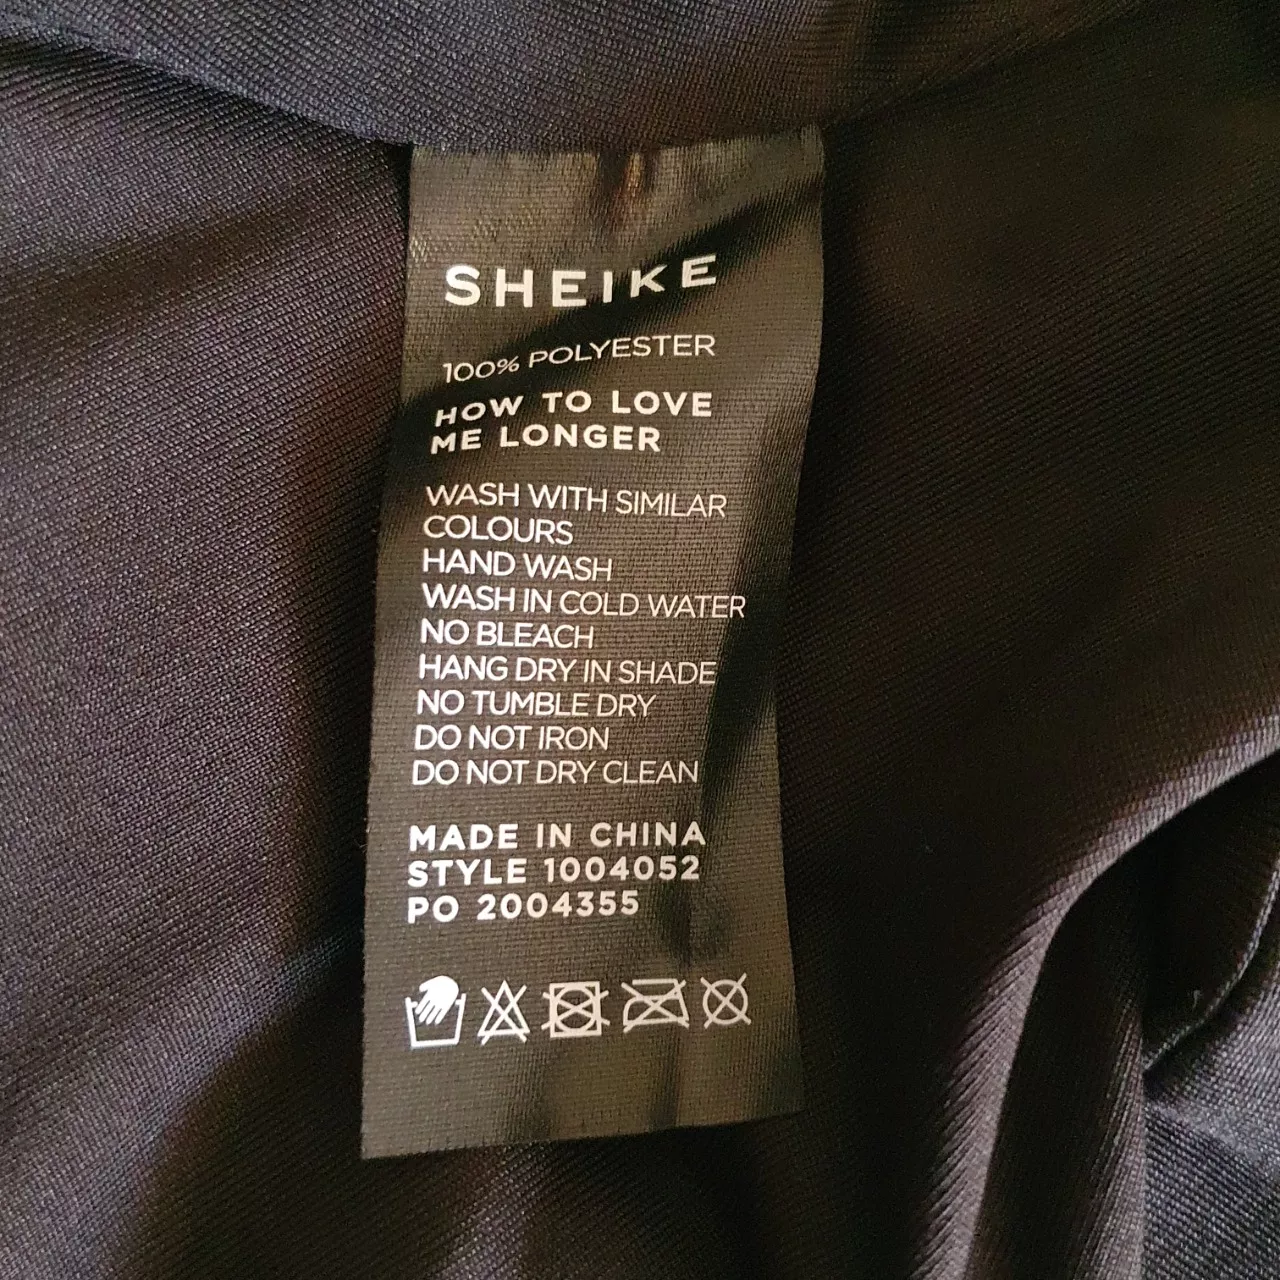 SHEIKE
100% POLYESTER
HOW TO LOVE
ME LONGER
WASH WITH SIMILAR
COLOURS
HAND WASH
WASH IN COLD WATER
NO BLEACH
HANG DRY IN SHADE
NO TUMBLE DRY
DO NOT IRON
DO NOT DRY CLEAN
MADE IN CHINA
STYLE 1004052
PO 2004355